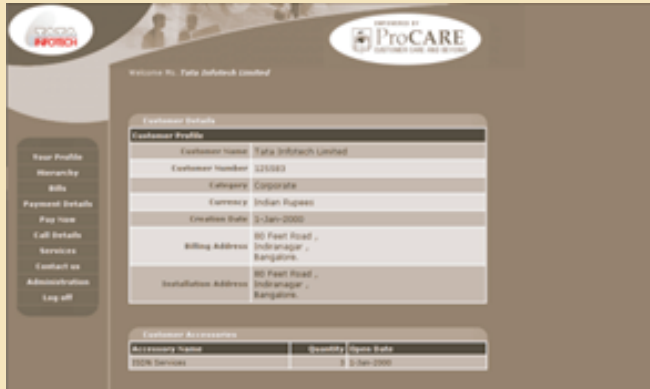 TATA
INFOTECH
EMPOWERED BY
ProCARE
CUSTOMER CARE AND BEYOND
Welcome Ms. Tata Infotech Limited
Your Profile
Hierarchy
Bills
Payment Details
Pay Now
Call Details
Services
Contact us
Administration
Log off
Customer Details
Customer Profile
Customer Name Tata Infotech Limited
Customer Number
Category Corporate
Currency Indian Rupees
Creation Date 1-Jan-2000
Billing Address 80 Feet Road ,
Indiranagar ,
Bangalore.
Installation Address 80 Feet Road ,
Indiranagar ,
Bangalore.
Customer Accessories
Accessory Name Quantity Open Date
ISDN Services 1-Jan-2000